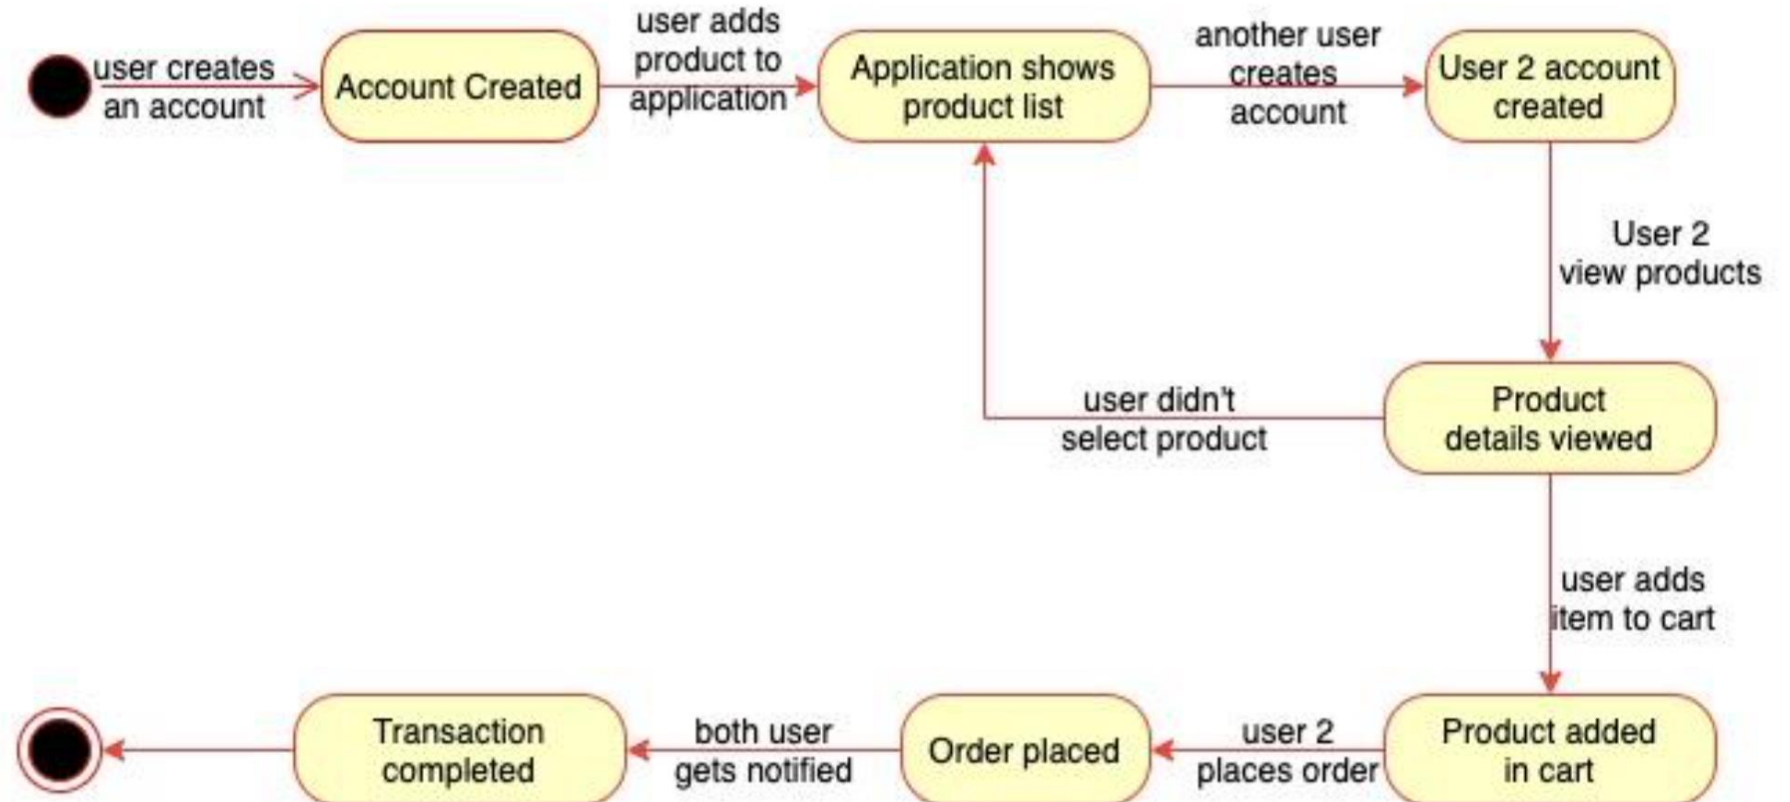 user creates
an account
Account Created
user adds
product to
application
Application shows
product list
another user
creates
account
User 2 account
created
User 2
view products
user didn't
select product
Product
details viewed
user adds
item to cart
Product added
in cart
user 2
places order
Order placed
both user
gets notified
Transaction
completed